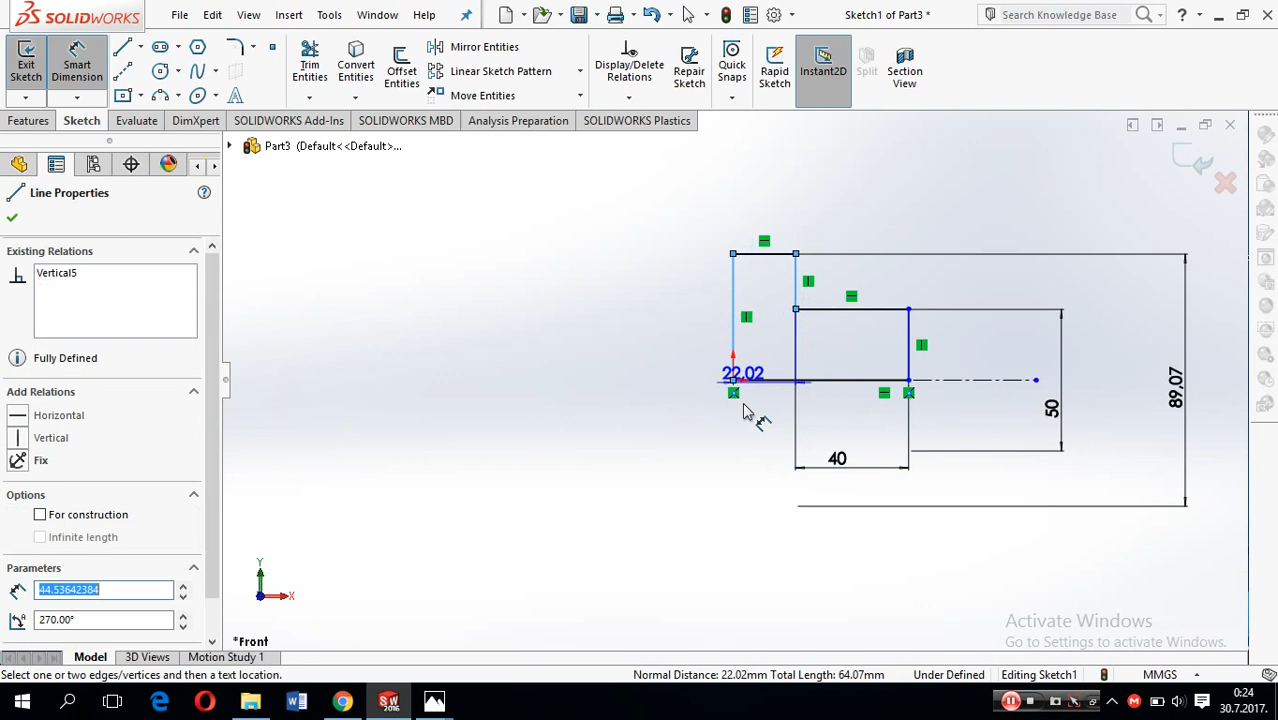 SOLIDWORKS File Edit View Insert Tools Window Help Sketch1 of Part3 * Search Knowledge Base ?
Exit Sketch Smart Dimension Trim Entities Convert Entities Offset Entities Mirror Entities Linear Sketch Pattern Move Entities Display/Delete Relations Repair Sketch Quick Snaps Rapid Sketch Instant2D Split Section View
Features Sketch Evaluate DimXpert SOLIDWORKS Add-Ins SOLIDWORKS MBD Analysis Preparation SOLIDWORKS Plastics
Part3 (Default<<Default>...
Line Properties
Existing Relations
Vertical5
Fully Defined
Add Relations
Horizontal
Vertical
Fix
Options
For construction
Infinite length
Parameters
44.53642384
270.00°
22.02
40
50
89,07
Y
X
*Front
Activate Windows
Go to Settings to activate Windows.
Model 3D Views Motion Study 1
Select one or two edges/vertices and then a text location. Normal Distance: 22.02mm Total Length: 64.07mm Under Defined Editing Sketch1 MMGS
SW 2016
0:24
30.7.2017.